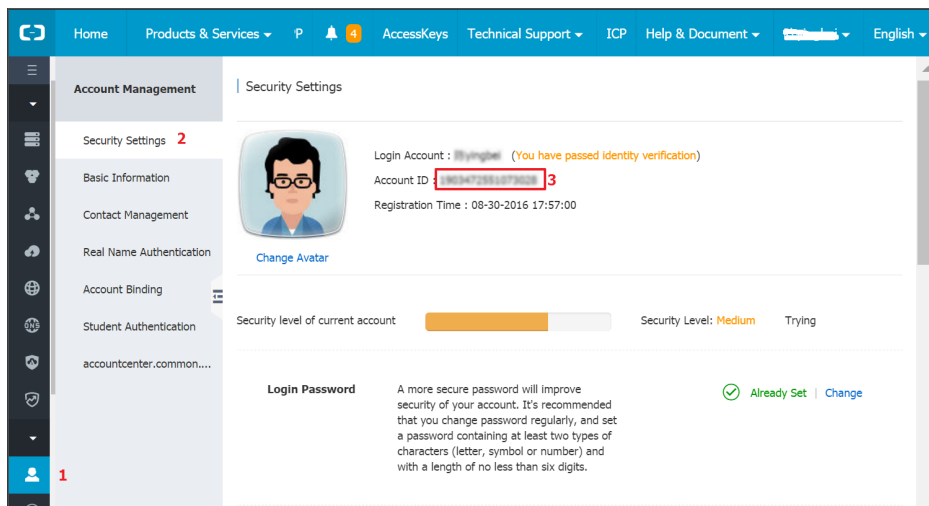 Home Products & Services P 4 AccessKeys Technical Support ICP Help & Document English
Account Management
Security Settings 2
Basic Information
Contact Management
Real Name Authentication
Account Binding
Student Authentication
accountcenter.common....
1
Security Settings
Login Account : (You have passed identity verification)
Account ID : 3
Registration Time : 08-30-2016 17:57:00
Change Avatar
Security level of current account Security Level: Medium Trying
Login Password
A more secure password will improve
security of your account. It's recommended
that you change password regularly, and set
a password containing at least two types of
characters (letter, symbol or number) and
with a length of no less than six digits.
Already Set | Change
DNS